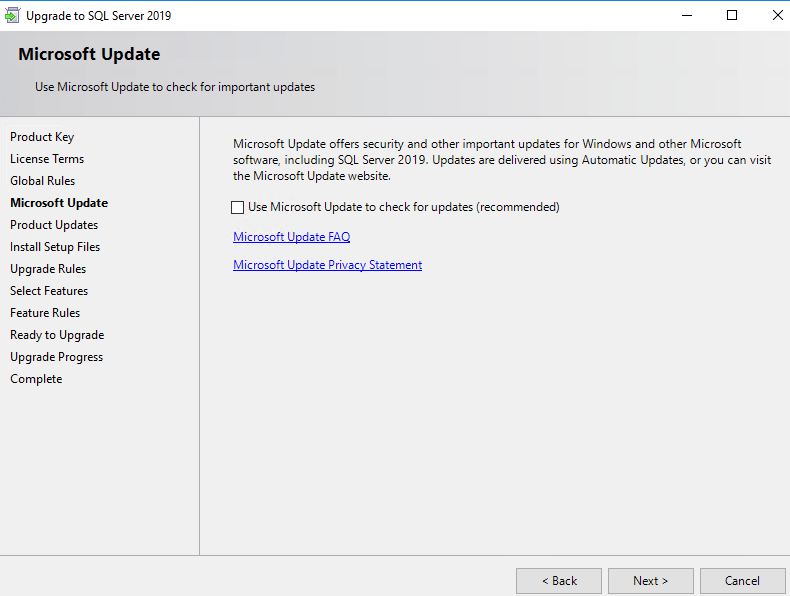 Upgrade to SQL Server 2019
Microsoft Update
Use Microsoft Update to check for important updates
Product Key
License Terms
Global Rules
Microsoft Update
Product Updates
Install Setup Files
Upgrade Rules
Select Features
Feature Rules
Ready to Upgrade
Upgrade Progress
Complete
Microsoft Update offers security and other important updates for Windows and other Microsoft
software, including SQL Server 2019. Updates are delivered using Automatic Updates, or you can visit
the Microsoft Update website.
Use Microsoft Update to check for updates (recommended)
Microsoft Update FAQ
Microsoft Update Privacy Statement
< Back
Next >
Cancel